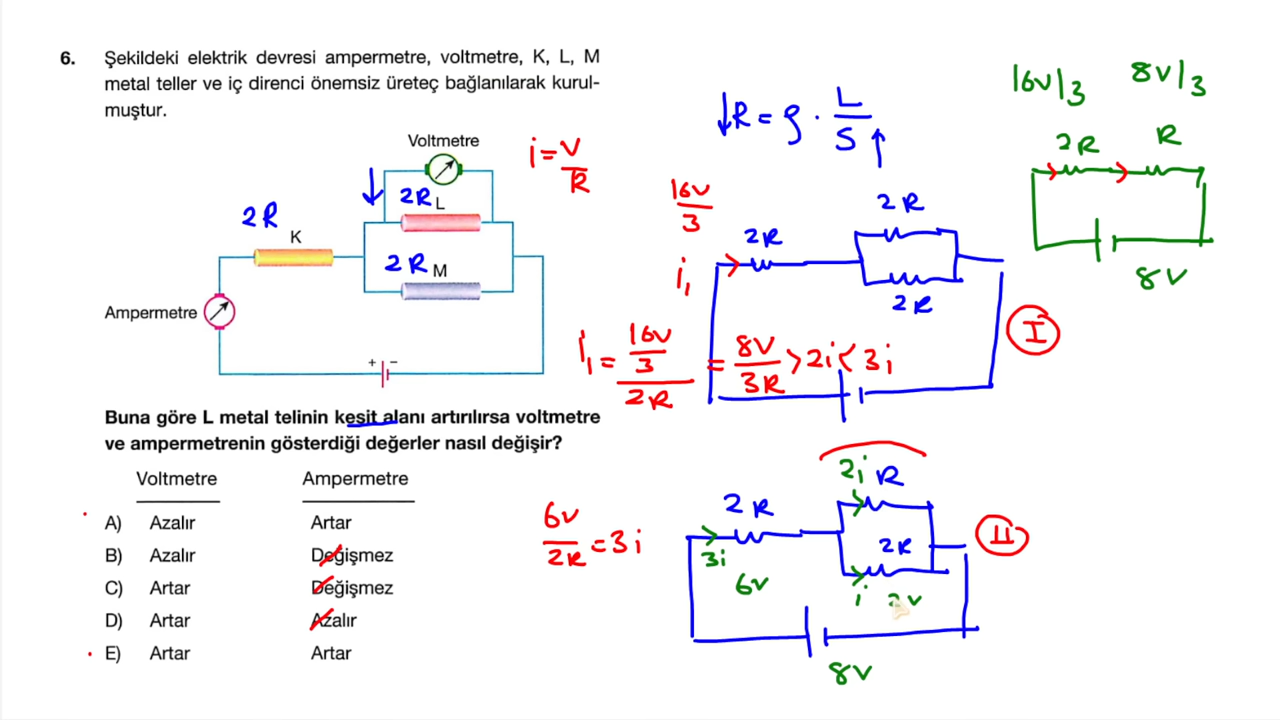 6. Şekildeki elektrik devresi ampermetre, voltmetre, K, L, M
metal teller ve iç direnci önemsiz üreteç bağlanılarak kurul-
muştur.
Voltmetre
i = V/R
2R L
2R
K
2R M
Ampermetre
+ −
Buna göre L metal telinin kesit alanı artırılırsa voltmetre
ve ampermetrenin gösterdiği değerler nasıl değişir?
Voltmetre Ampermetre
A) Azalır Artar
B) Azalır Değişmez
C) Artar Değişmez
D) Artar Azalır
E) Artar Artar
↓R = ρ · L/S ↑
16V/3 8V/3
2R R
8V
16V/3
2R
2R
i₁
2R
I
i₁ = 16V/3 / 2R = 8V/3R > 2i < 3i
2i R
2R
6V/2R = 3i
2R
II
3i
6V
i 2V
8V